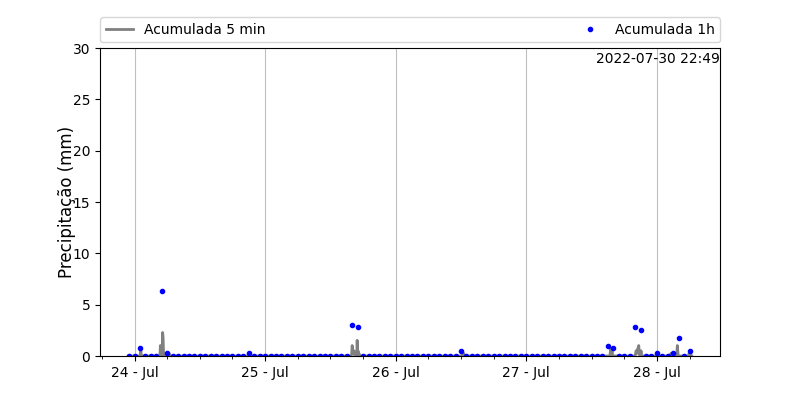 Acumulada 5 min
Acumulada 1h
2022-07-30 22:49
Precipitação (mm)
30
25
20
15
10
5
0
24 - Jul
25 - Jul
26 - Jul
27 - Jul
28 - Jul